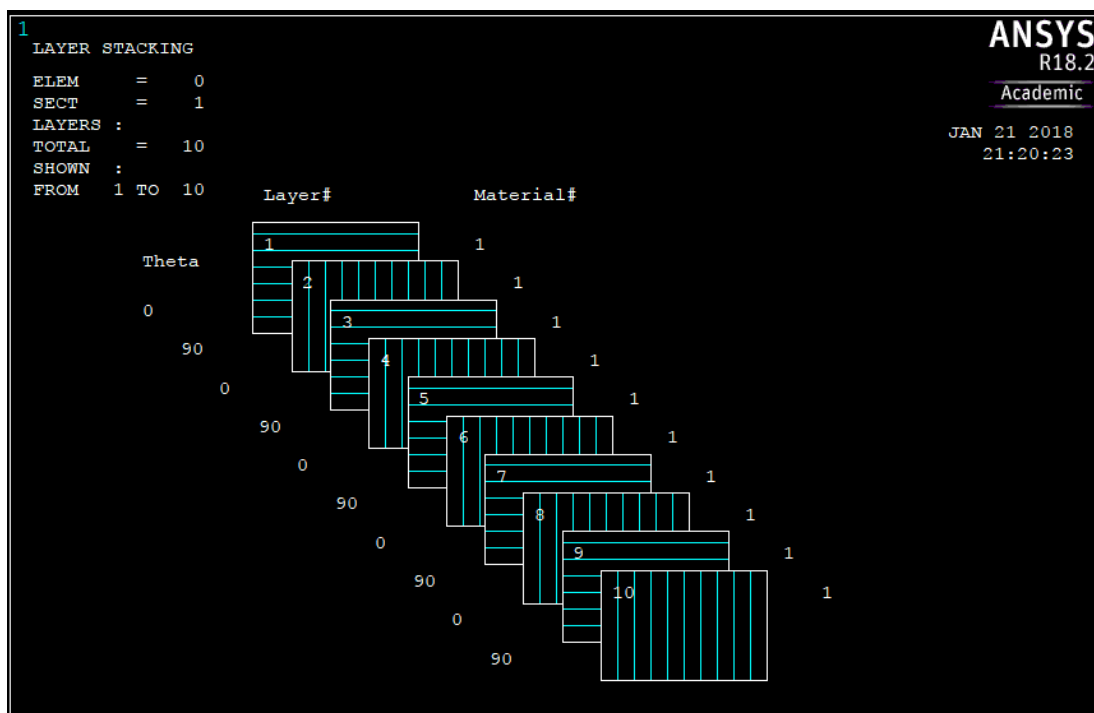 1
LAYER STACKING
ANSYS
R18.2
Academic
ELEM = 0
SECT = 1
LAYERS :
TOTAL = 10
SHOWN :
FROM 1 TO 10
JAN 21 2018
21:20:23
Layer# Material#
Theta
1 1
2 1
0
3 1
90
4 1
0
5 1
90
6 1
0
7 1
90
8 1
0
9 1
90
10 1
0
90